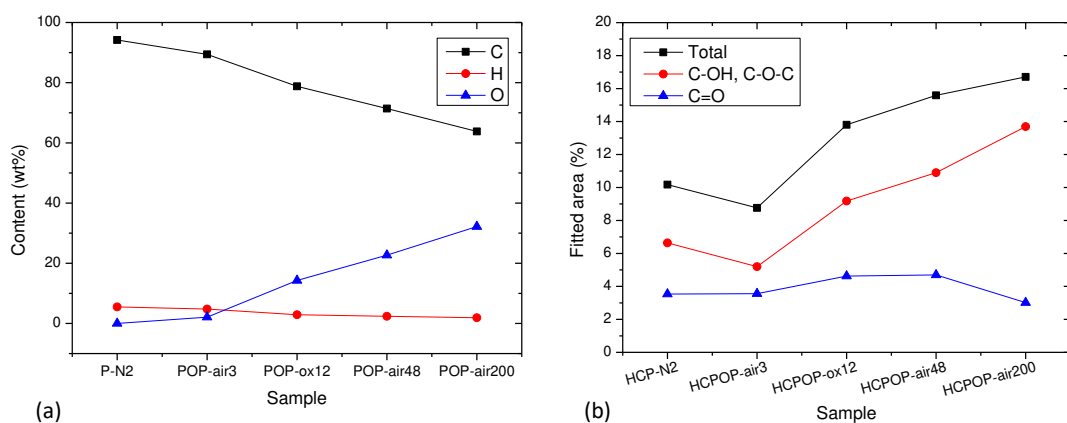 100
80
60
40
20
0
Content (wt%)
C
H
O
P-N2 POP-air3 POP-ox12 POP-air48 POP-air200
Sample
(a)
20
18
16
14
12
10
8
6
4
2
0
Fitted area (%)
Total
C-OH, C-O-C
C=O
HCP-N2 HCPOP-air3 HCPOP-ox12 HCPOP-air48 HCPOP-air200
Sample
(b)